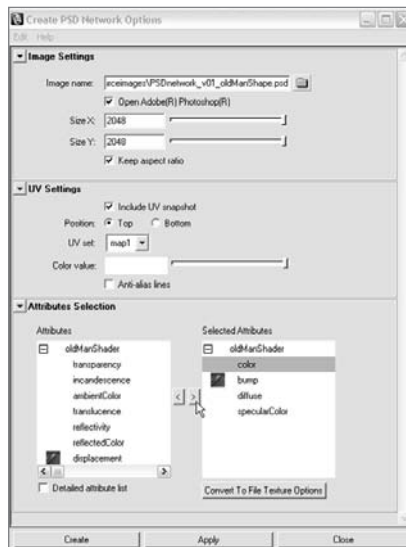 Create PSD Network Options
Edit Help
Image Settings
Image name: rceimages\PSDnetwork_v01_oldManShape.psd
Open Adobe(R) Photoshop(R)
Size X: 2048
Size Y: 2048
Keep aspect ratio
UV Settings
Include UV snapshot
Position: Top Bottom
UV set: map1
Color value:
Anti-alias lines
Attributes Selection
Attributes Selected Attributes
oldManShader oldManShader
transparency color
incandescence bump
ambientColor diffuse
translucence specularColor
reflectivity
reflectedColor
displacement
< >
Detailed attribute list Convert To File Texture Options
Create Apply Close